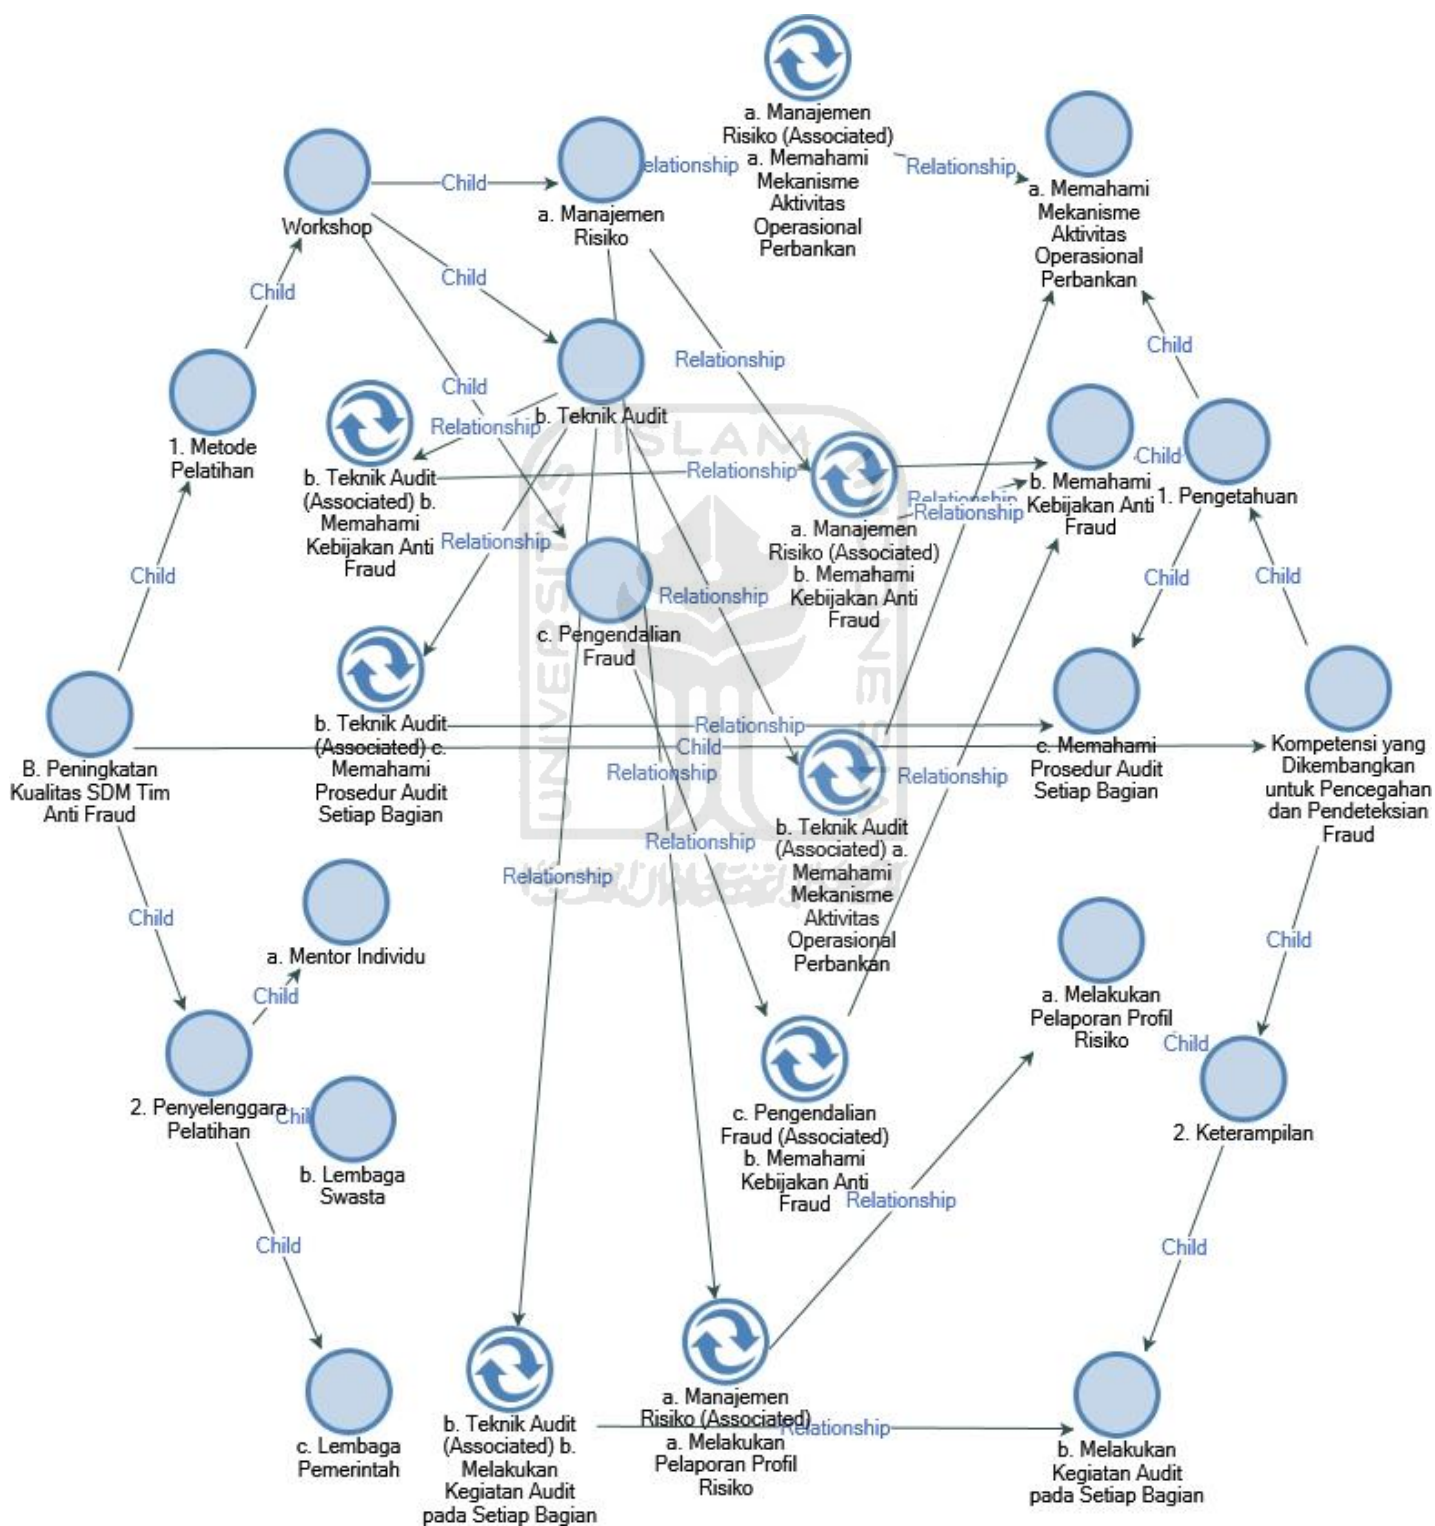 a. Manajemen
Risiko (Associated)
a. Memahami
Mekanisme
Aktivitas
Operasional
Perbankan
elationship
Relationship
a. Memahami
Mekanisme
Aktivitas
Operasional
Perbankan
Workshop
Child
a. Manajemen
Risiko
Child
Child
Relationship
Child
1. Metode
Pelatihan
Child
b. Teknik Audit
Relationship
Relationship
b. Teknik Audit
(Associated) b.
Memahami
Kebijakan Anti
Fraud
Relationship
a. Manajemen
Risiko (Associated)
b. Memahami
Kebijakan Anti
Fraud
Relationship
Relationship
b. Memahami
Kebijakan Anti
Fraud
Child
1. Pengetahuan
Child
Child
Child
Relationship
c. Pengendalian
Fraud
B. Peningkatan
Kualitas SDM Tim
Anti Fraud
b. Teknik Audit
(Associated) c.
Memahami
Prosedur Audit
Setiap Bagian
Relationship
Child
Relationship
Relationship
Relationship
b. Teknik Audit
(Associated) a.
Memahami
Mekanisme
Aktivitas
Operasional
Perbankan
Relationship
c. Memahami
Prosedur Audit
Setiap Bagian
Kompetensi yang
Dikembangkan
untuk Pencegahan
dan Pendeteksian
Fraud
Child
a. Mentor Individu
Child
2. Penyelenggara
Pelatihan
Chil
b. Lembaga
Swasta
Child
c. Lembaga
Pemerintah
c. Pengendalian
Fraud (Associated)
b. Memahami
Kebijakan Anti
Fraud
Relationship
a. Melakukan
Pelaporan Profil
Risiko
Child
Child
2. Keterampilan
Child
b. Teknik Audit
(Associated) b.
Melakukan
Kegiatan Audit
pada Setiap Bagian
a. Manajemen
Risiko (Associated)
a. Melakukan
Pelaporan Profil
Risiko
Relationship
b. Melakukan
Kegiatan Audit
pada Setiap Bagian
UNIVERSITAS
ISLAM